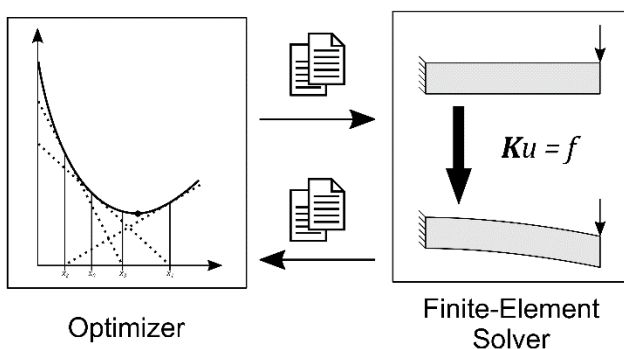 Ku = f
Optimizer
Finite-Element
Solver